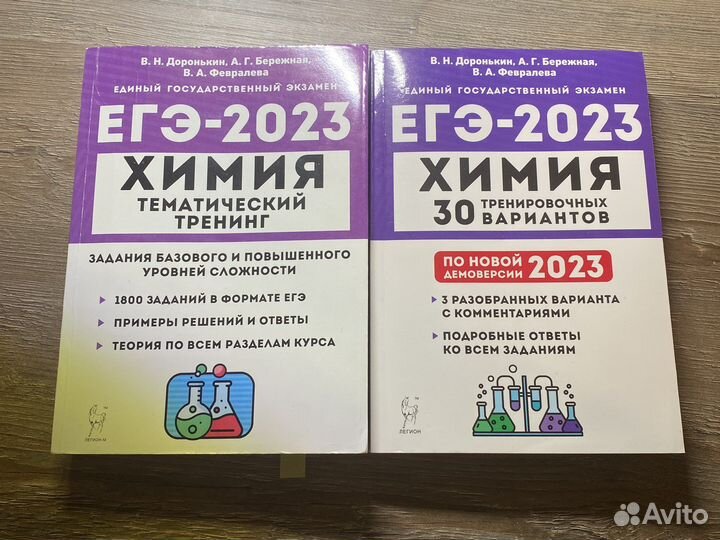 В. Н. Доронькин, А. Г. Бережная,
В. А. Февралева
ЕДИНЫЙ ГОСУДАРСТВЕННЫЙ ЭКЗАМЕН
ЕГЭ-2023
ХИМИЯ
ТЕМАТИЧЕСКИЙ
ТРЕНИНГ
ЗАДАНИЯ БАЗОВОГО И ПОВЫШЕННОГО
УРОВНЕЙ СЛОЖНОСТИ
1800 ЗАДАНИЙ В ФОРМАТЕ ЕГЭ
ПРИМЕРЫ РЕШЕНИЙ И ОТВЕТЫ
ТЕОРИЯ ПО ВСЕМ РАЗДЕЛАМ КУРСА
ЛЕГИОН-М
В. Н. Доронькин, А. Г. Бережная,
В. А. Февралева
ЕДИНЫЙ ГОСУДАРСТВЕННЫЙ ЭКЗАМЕН
ЕГЭ-2023
ХИМИЯ
30 ТРЕНИРОВОЧНЫХ
ВАРИАНТОВ
ПО НОВОЙ
ДЕМОВЕРСИИ 2023
3 РАЗОБРАННЫХ ВАРИАНТА
С КОММЕНТАРИЯМИ
ПОДРОБНЫЕ ОТВЕТЫ
КО ВСЕМ ЗАДАНИЯМ
ЛЕГИОН
Avito